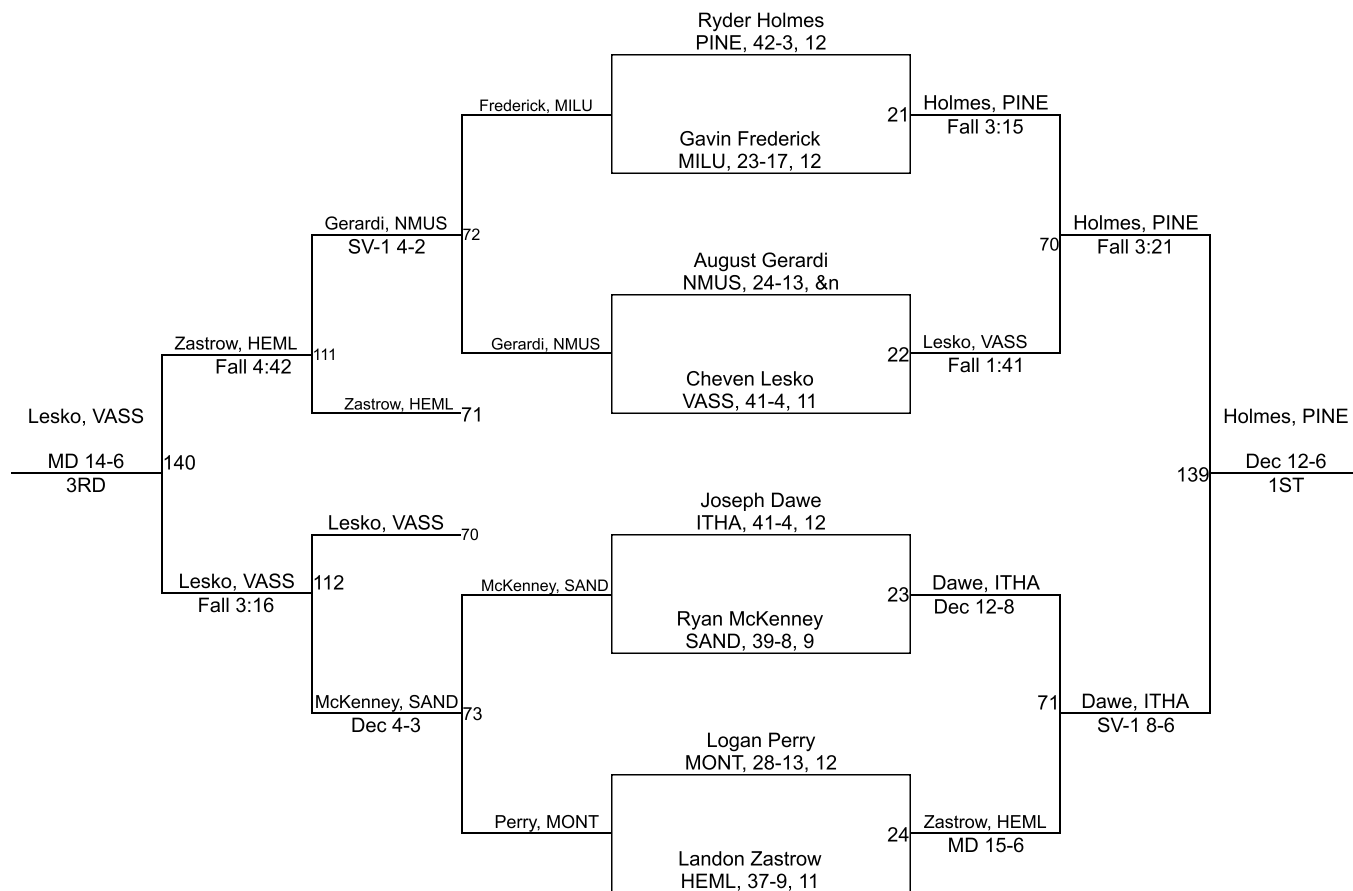 Ryder Holmes
PINE, 42-3, 12
Frederick, MILU
21
Holmes, PINE
Fall 3:15
Gavin Frederick
MILU, 23-17, 12
Gerardi, NMUS
SV-1 4-2
72
Holmes, PINE
Fall 3:21
70
August Gerardi
NMUS, 24-13, &n
Zastrow, HEML
Fall 4:42
111
Gerardi, NMUS
22
Lesko, VASS
Fall 1:41
Cheven Lesko
VASS, 41-4, 11
Zastrow, HEML
71
Lesko, VASS
MD 14-6
3RD
140
Holmes, PINE
139
Dec 12-6
1ST
Joseph Dawe
ITHA, 41-4, 12
Lesko, VASS
70
Lesko, VASS
Fall 3:16
112
McKenney, SAND
23
Dawe, ITHA
Dec 12-8
Ryan McKenney
SAND, 39-8, 9
McKenney, SAND
Dec 4-3
73
71
Dawe, ITHA
SV-1 8-6
Logan Perry
MONT, 28-13, 12
Perry, MONT
24
Zastrow, HEML
MD 15-6
Landon Zastrow
HEML, 37-9, 11